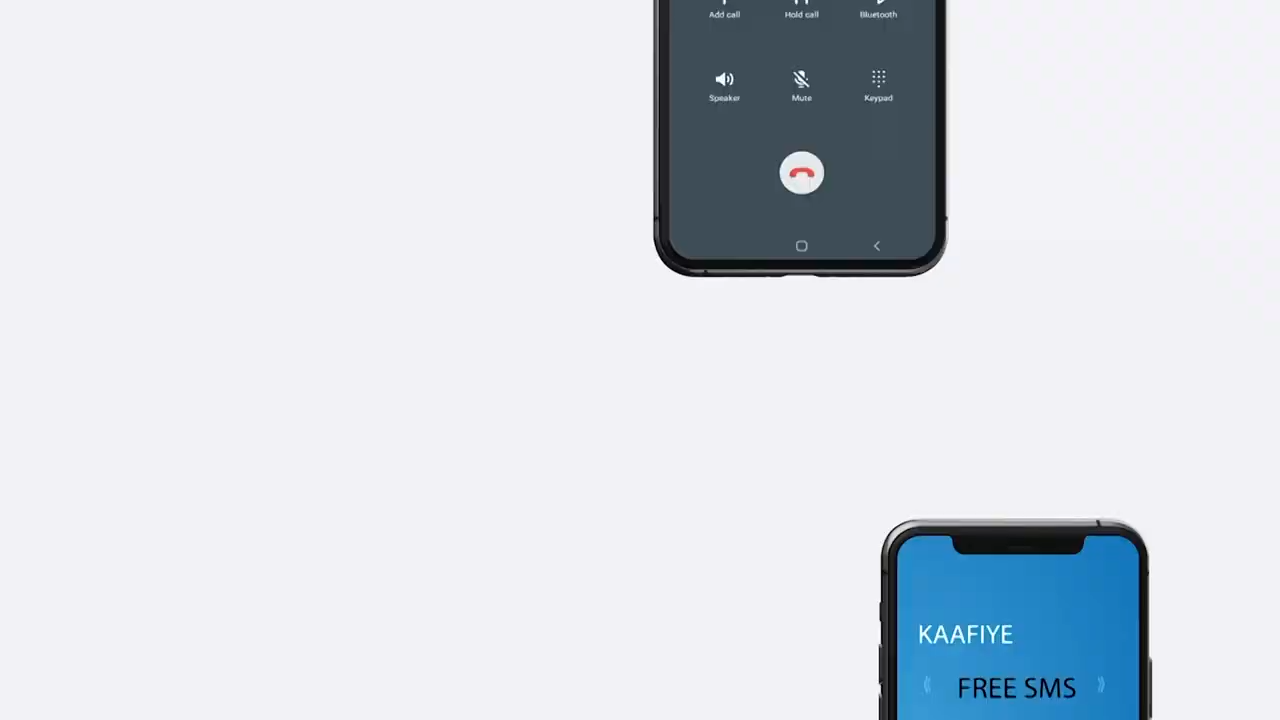 Add call Hold call Bluetooth
Speaker Mute Keypad
KAAFIYE
FREE SMS